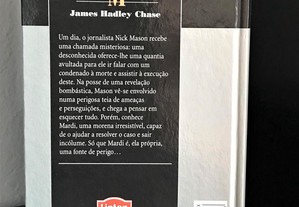 M
James Hadley Chase
Um dia, o jornalista Nick Mason recebe
uma chamada misteriosa: uma
desconhecida oferece-lhe uma quantia
avultada para ele ir falar com um
condenado à morte e assistir à execução
deste. Na posse de uma revelação
bombástica, Mason vê-se envolvido
numa perigosa teia de ameaças
e perseguições, e chega a pensar em
esquecer tudo. Porém, conhece
Mardi, uma morena irresistível, capaz
de o ajudar a resolver o caso e sair
incólume. Só que Mardi é, ela própria,
uma fonte de perigo…
Lipton